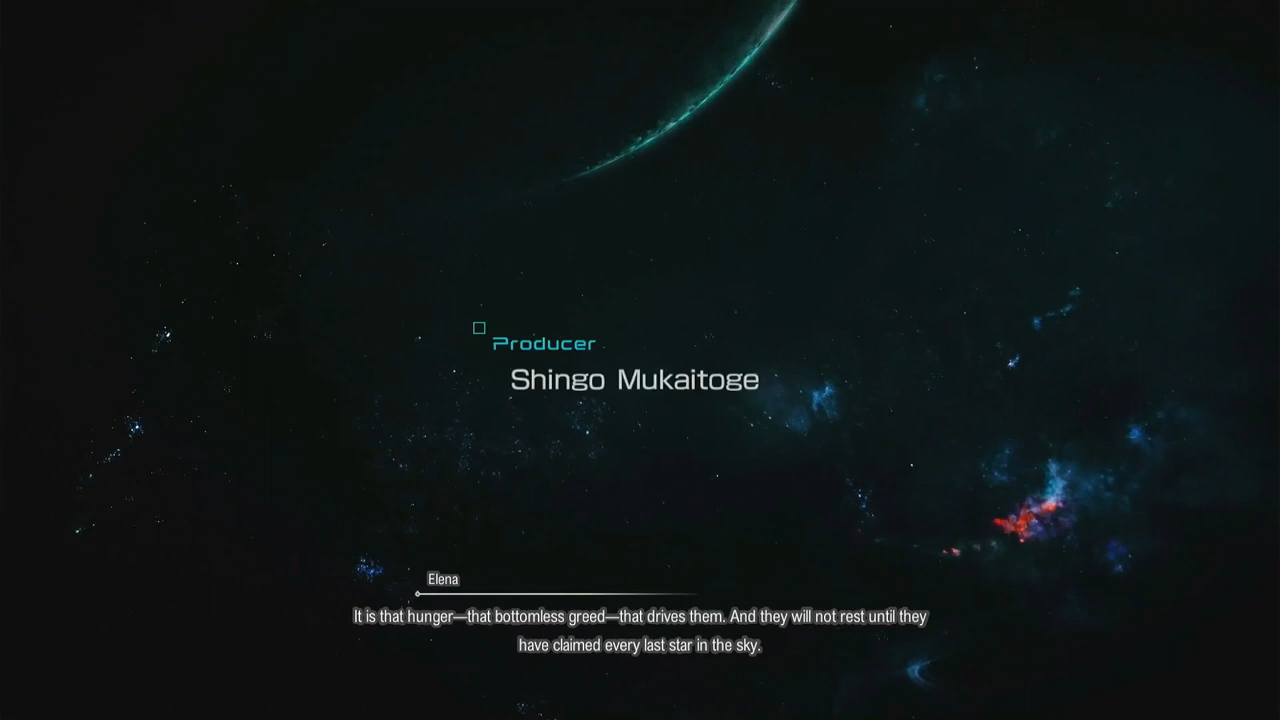 Producer
Shingo Mukaitoge
Elena
It is that hunger—that bottomless greed—that drives them. And they will not rest until they
have claimed every last star in the sky.